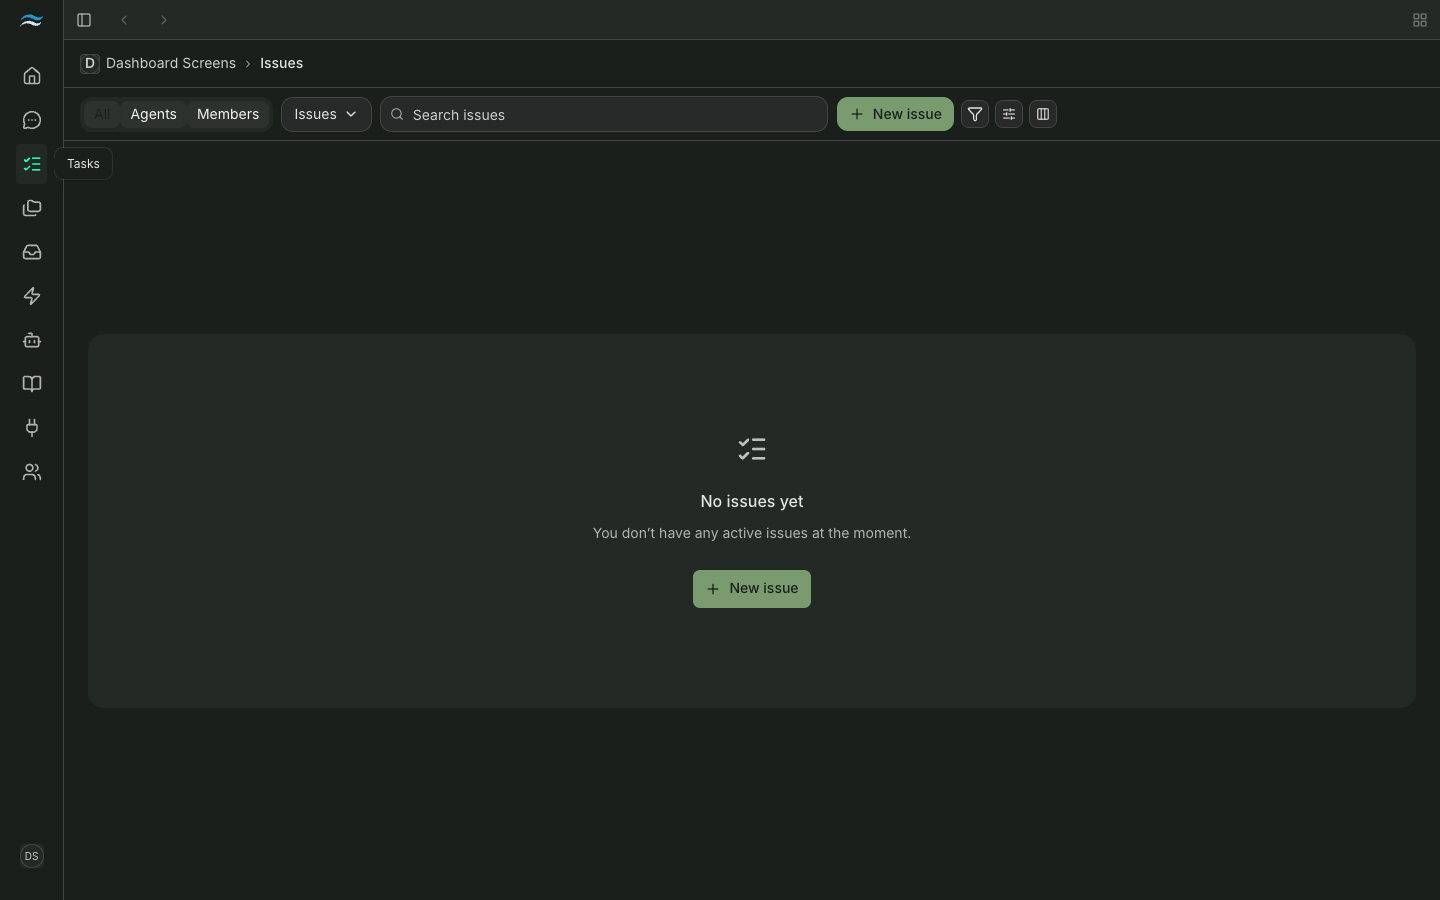 D Dashboard Screens › Issues
All Agents Members Issues Search issues New issue
Tasks
No issues yet
You don’t have any active issues at the moment.
New issue
DS